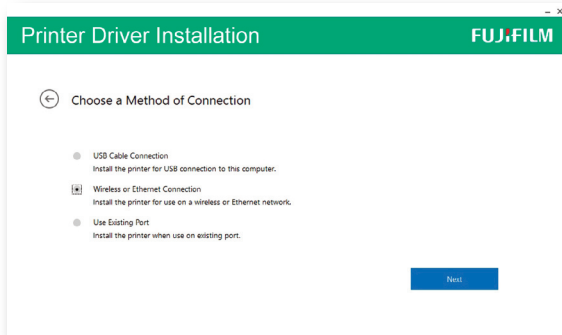 Printer Driver Installation
FUJIFILM
Choose a Method of Connection
USB Cable Connection
Install the printer for USB connection to this computer.
Wireless or Ethernet Connection
Install the printer for use on a wireless or Ethernet network.
Use Existing Port
Install the printer when use on existing port.
Next